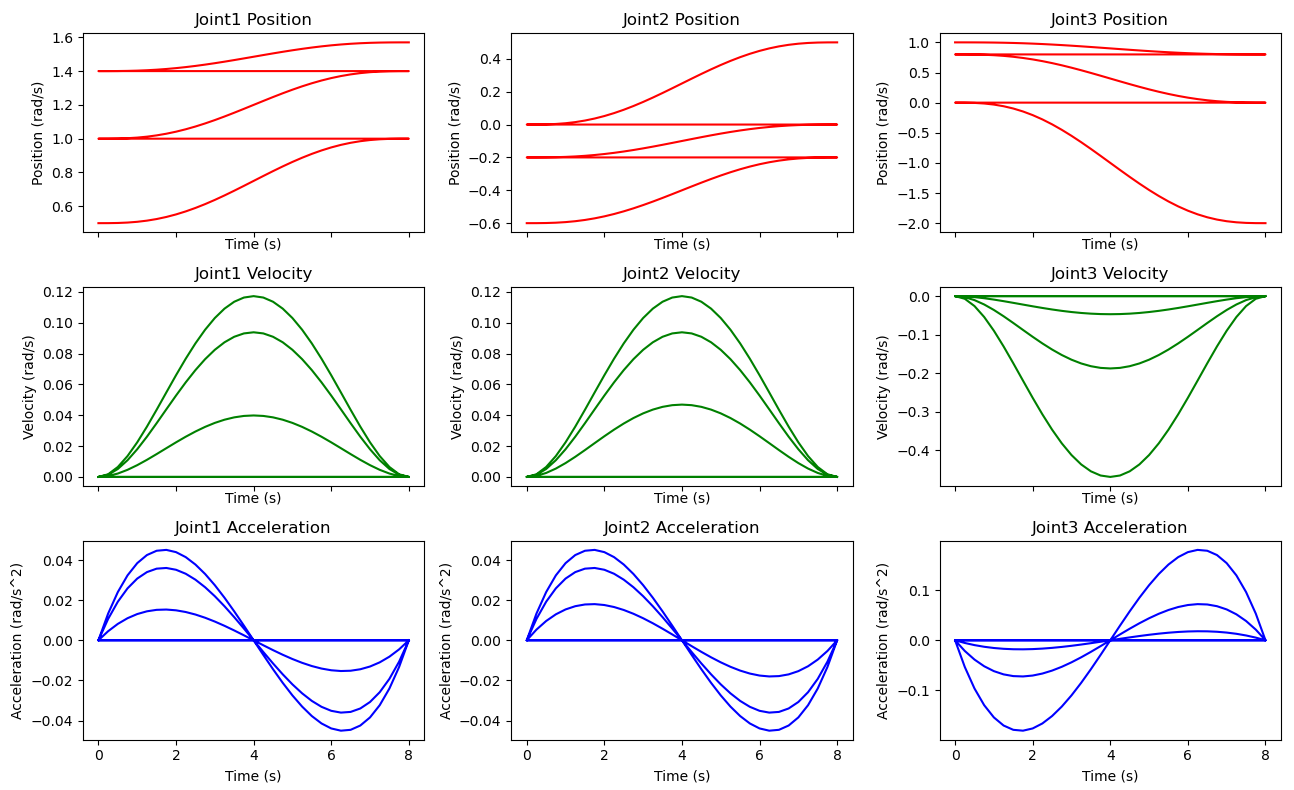 Joint1 Position
Joint2 Position
Joint3 Position
Position (rad/s)
1.6
1.4
1.2
1.0
0.8
0.6
Time (s)
Position (rad/s)
0.4
0.2
0.0
−0.2
−0.4
−0.6
Time (s)
Position (rad/s)
1.0
0.5
0.0
−0.5
−1.0
−1.5
−2.0
Time (s)
Joint1 Velocity
Joint2 Velocity
Joint3 Velocity
Velocity (rad/s)
0.12
0.10
0.08
0.06
0.04
0.02
0.00
Time (s)
Velocity (rad/s)
0.12
0.10
0.08
0.06
0.04
0.02
0.00
Time (s)
Velocity (rad/s)
0.0
−0.1
−0.2
−0.3
−0.4
Time (s)
Joint1 Acceleration
Joint2 Acceleration
Joint3 Acceleration
Acceleration (rad/s^2)
0.04
0.02
0.00
−0.02
−0.04
0 2 4 6 8
Time (s)
Acceleration (rad/s^2)
0.04
0.02
0.00
−0.02
−0.04
0 2 4 6 8
Time (s)
Acceleration (rad/s^2)
0.1
0.0
−0.1
0 2 4 6 8
Time (s)